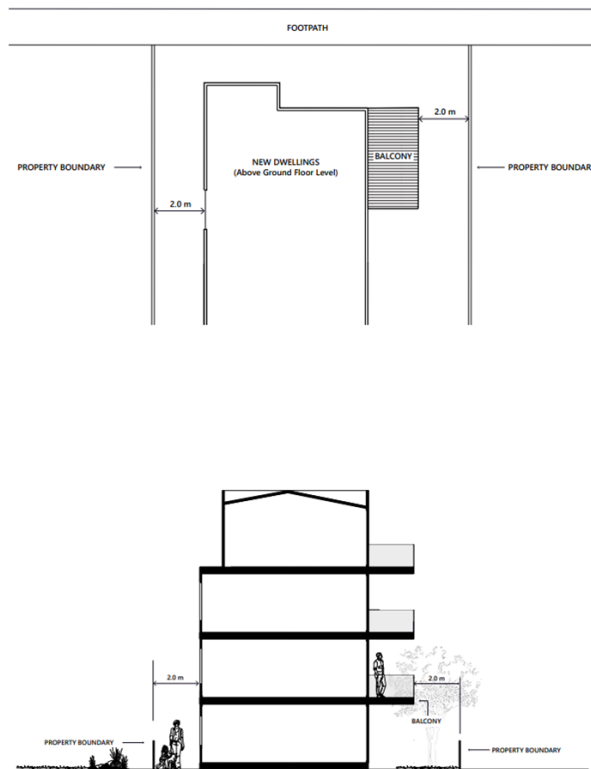 FOOTPATH
2.0 m
PROPERTY BOUNDARY
NEW DWELLINGS
(Above Ground Floor Level)
BALCONY
PROPERTY BOUNDAR
2.0 m
2.0 m
2.0 m
BALCONY
PROPERTY BOUNDARY
PROPERTY BOUNDARY